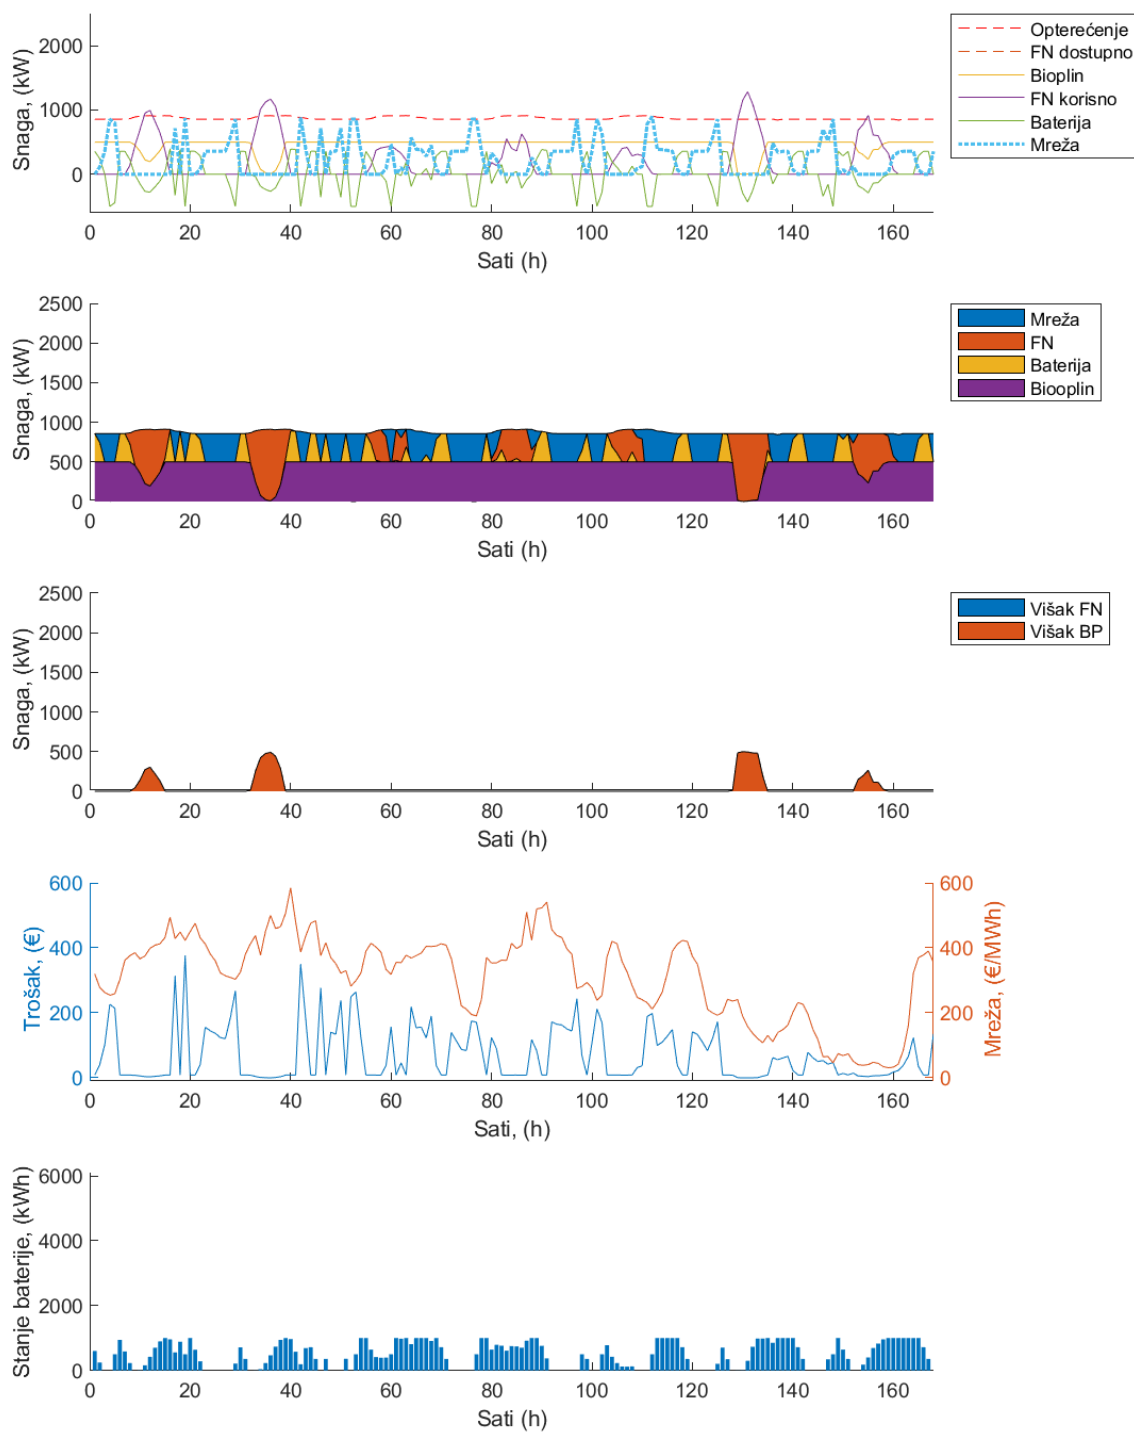 Snaga, (kW)
2000
1000
0
0 20 40 60 80 100 120 140 160
Sati (h)
Opterećenje
FN dostupno
Bioplin
FN korisno
Baterija
Mreža
Snaga, (kW)
2500
2000
1500
1000
500
0
0 20 40 60 80 100 120 140 160
Sati (h)
Mreža
FN
Baterija
Biooplin
Snaga, (kW)
2500
2000
1500
1000
500
0
0 20 40 60 80 100 120 140 160
Sati (h)
Višak FN
Višak BP
Trošak, (€)
600
400
200
0
0 20 40 60 80 100 120 140 160
Sati, (h)
600
400
200
0
Mreža, (€/MWh)
Stanje baterije, (kWh)
6000
4000
2000
0
0 20 40 60 80 100 120 140 160
Sati (h)